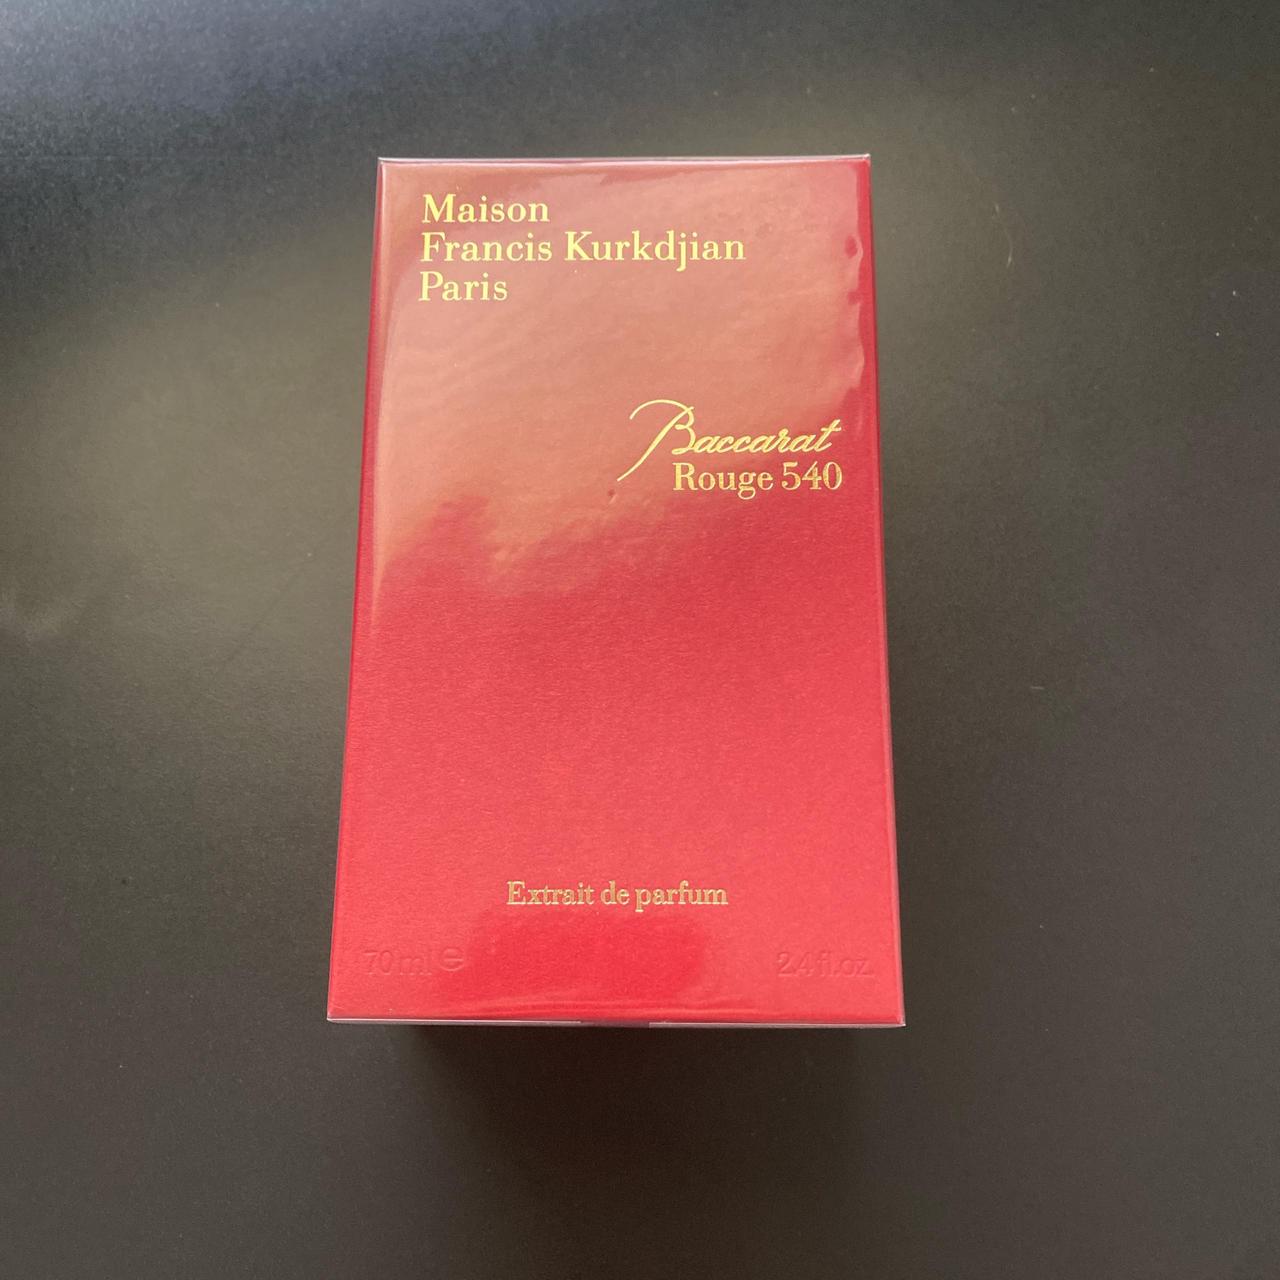 Maison
Francis Kurkdjian
Paris
Baccarat
Rouge 540
Extrait de parfum
70 ml ℮ 2.4 fl.oz.